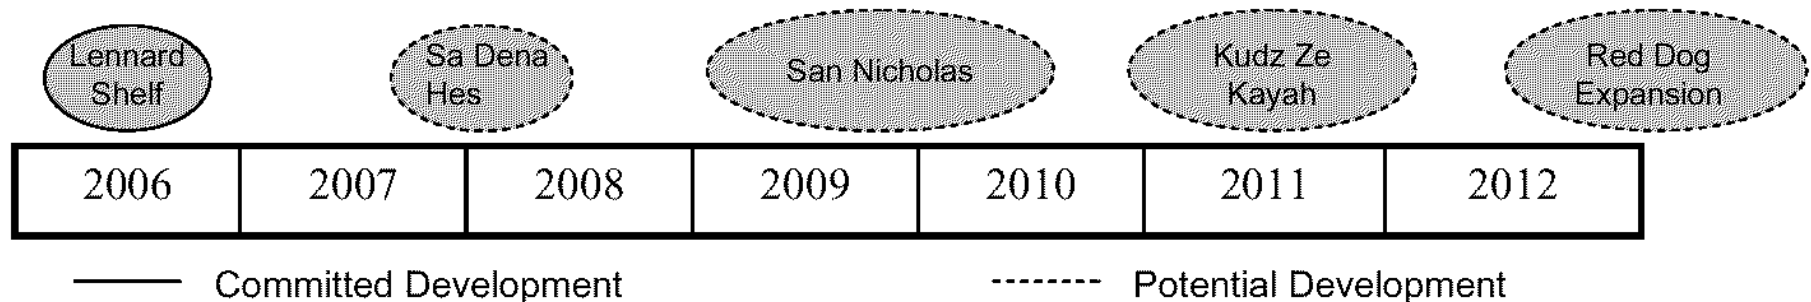 Lennard
Shelf
Sa Dena
Hes
San Nicholas
Kudz Ze
Kayah
Red Dog
Expansion
2006 2007 2008 2009 2010 2011 2012
Committed Development
Potential Development